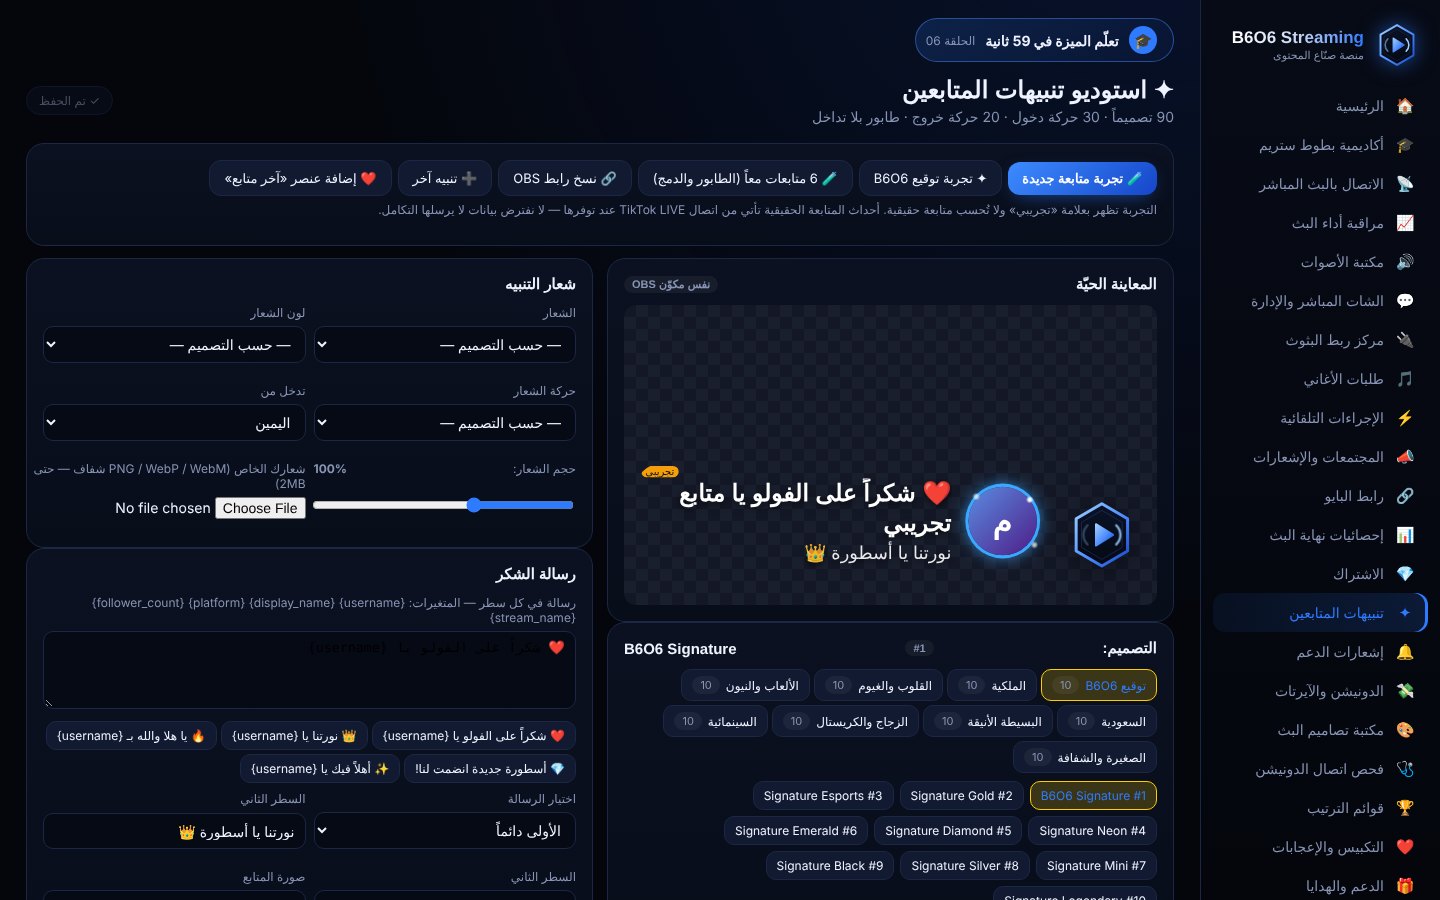 B6O6 Streaming
منصة صنّاع المحتوى
🏠 الرئيسية
🎓 أكاديمية بطوط ستريم
📡 الاتصال بالبث المباشر
📈 مراقبة أداء البث
🔊 مكتبة الأصوات
💬 الشات المباشر والإدارة
🔌 مركز ربط البثوث
🎵 طلبات الأغاني
⚡ الإجراءات التلقائية
📣 المجتمعات والإشعارات
🔗 رابط البايو
📊 إحصائيات نهاية البث
💎 الاشتراك
✦ تنبيهات المتابعين
🔔 إشعارات الدعم
💸 الدونيشن والآيرتات
🎨 مكتبة تصاميم البث
🩺 فحص اتصال الدونيشن
🏆 قوائم الترتيب
❤️ التكبيس والإعجابات
🎁 الدعم والهدايا
🎓 تعلّم الميزة في 59 ثانية الحلقة 06
✦ استوديو تنبيهات المتابعين
90 تصميماً · 30 حركة دخول · 20 حركة خروج · طابور بلا تداخل
✓ تم الحفظ
🧪 تجربة متابعة جديدة
✦ تجربة توقيع B6O6
🧪 6 متابعات معاً (الطابور والدمج)
🔗 نسخ رابط OBS
➕ تنبيه آخر
❤️ إضافة عنصر «آخر متابع»
التجربة تظهر بعلامة «تجريبي» ولا تُحسب متابعة حقيقية. أحداث المتابعة الحقيقية تأتي من اتصال TikTok LIVE عند توفرها — لا نفترض بيانات لا يرسلها التكامل.
المعاينة الحيّة
نفس مكوّن OBS
تجريبي
❤️ شكراً على الفولو يا متابع
تجريبي
نورتنا يا أسطورة 👑
م
التصميم:
#1
B6O6 Signature
توقيع B6O6 10
الملكية 10
القلوب والغيوم 10
الألعاب والنيون 10
السعودية 10
البسيطة الأنيقة 10
الزجاج والكريستال 10
السينمائية 10
الصغيرة والشفافة 10
B6O6 Signature #1
Signature Gold #2
Signature Esports #3
Signature Neon #4
Signature Diamond #5
Signature Emerald #6
Signature Mini #7
Signature Silver #8
Signature Black #9
Signature Legendary #10
شعار التنبيه
الشعار
لون الشعار
— حسب التصميم —
— حسب التصميم —
حركة الشعار
تدخل من
— حسب التصميم —
اليمين
حجم الشعار:
100%
شعارك الخاص (PNG / WebP / WebM شفاف — حتى
2MB)
Choose File No file chosen
رسالة الشكر
رسالة في كل سطر — المتغيرات: {username} {display_name} {platform} {follower_count}
{stream_name}
❤️ شكراً على الفولو يا {username}
❤️ شكراً على الفولو يا {username}
👑 نورتنا يا {username}
🔥 يا هلا والله بـ {username}
💎 أسطورة جديدة انضمت لنا!
✨ أهلاً فيك يا {username}
اختيار الرسالة
السطر الثاني
الأولى دائماً
نورتنا يا أسطورة 👑
السطر الثاني
صورة المتابع